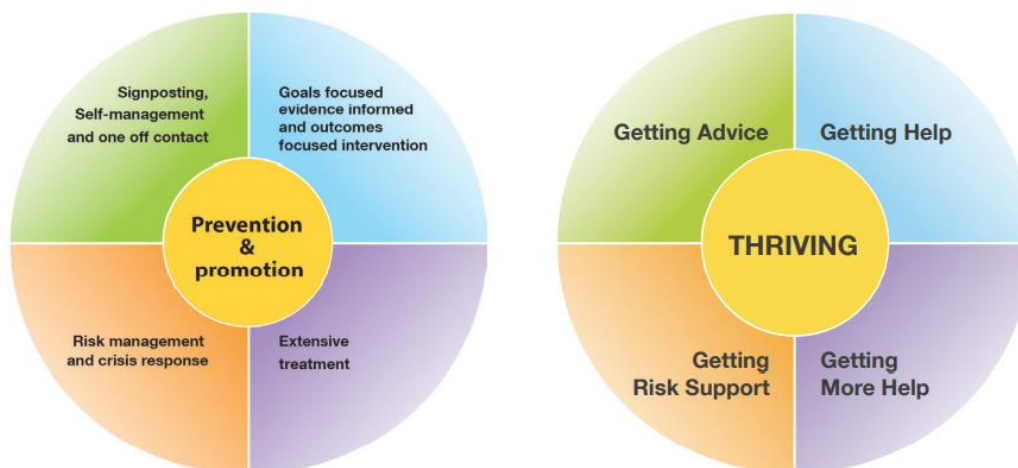 Signposting,
Self-management
and one off contact
Goals focused
evidence informed
and outcomes
focused intervention
Prevention
&
promotion
Risk management
and crisis response
Extensive
treatment
Getting Advice
Getting Help
THRIVING
Getting
Risk Support
Getting
More Help